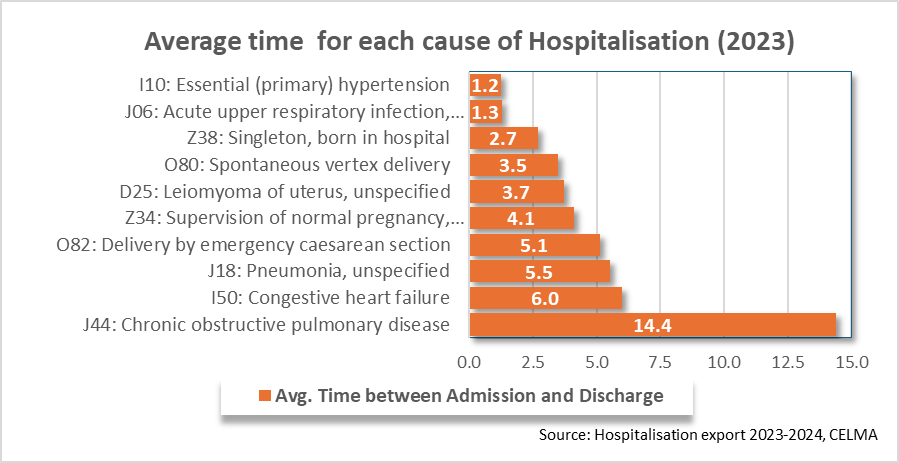 Average time for each cause of Hospitalisation (2023)
I10: Essential (primary) hypertension
1.2
J06: Acute upper respiratory infection,...
1.3
Z38: Singleton, born in hospital
2.7
O80: Spontaneous vertex delivery
3.5
D25: Leiomyoma of uterus, unspecified
3.7
Z34: Supervision of normal pregnancy,...
4.1
O82: Delivery by emergency caesarean section
5.1
J18: Pneumonia, unspecified
5.5
I50: Congestive heart failure
6.0
J44: Chronic obstructive pulmonary disease
14.4
0.0 2.5 5.0 7.5 10.0 12.5 15.0
Avg. Time between Admission and Discharge
Source: Hospitalisation export 2023-2024, CELMA